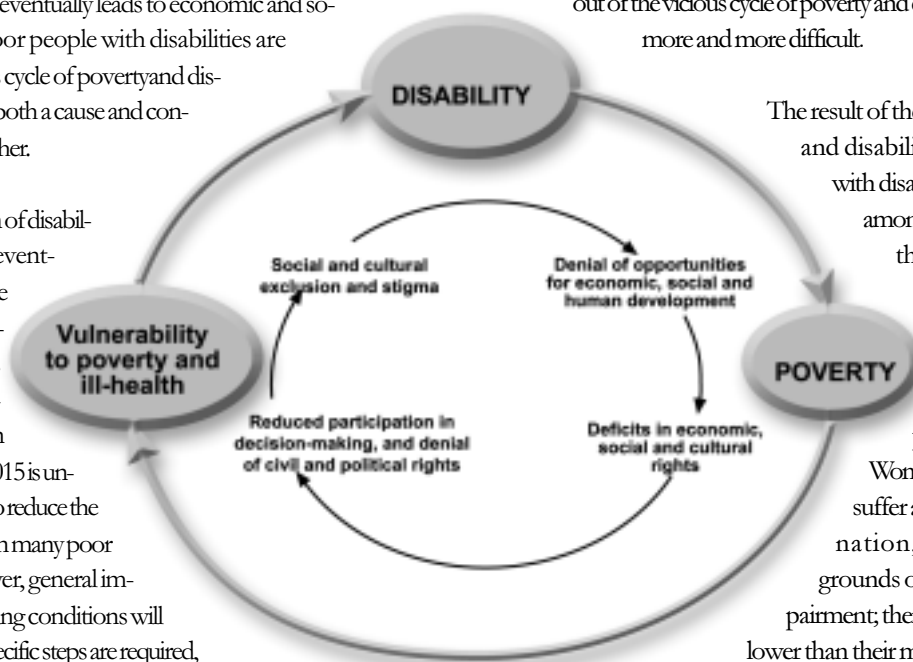 eventually leads to economic and so-
oor people with disabilities are
cycle of povertyand dis-
both a cause and con-
her.
of disabil-
event-
015 is un-
o reduce the
n many poor
er, general im-
ng conditions will
ecific steps are required,
DISABILITY
Vulnerability
to poverty and
ill-health
Social and cultural
exclusion and stigma
Denial of opportunities
for economic, social and
human development
POVERTY
Reduced participation in
decision-making, and denial
of civil and political rights
Deficits in economic,
social and cultural
rights
out of the vicious cycle of poverty and
more and more difficult.
The result of the
and disabili
with disa
amon
th
Wom
suffer a
nation,
grounds o
pairment; the
lower than their m